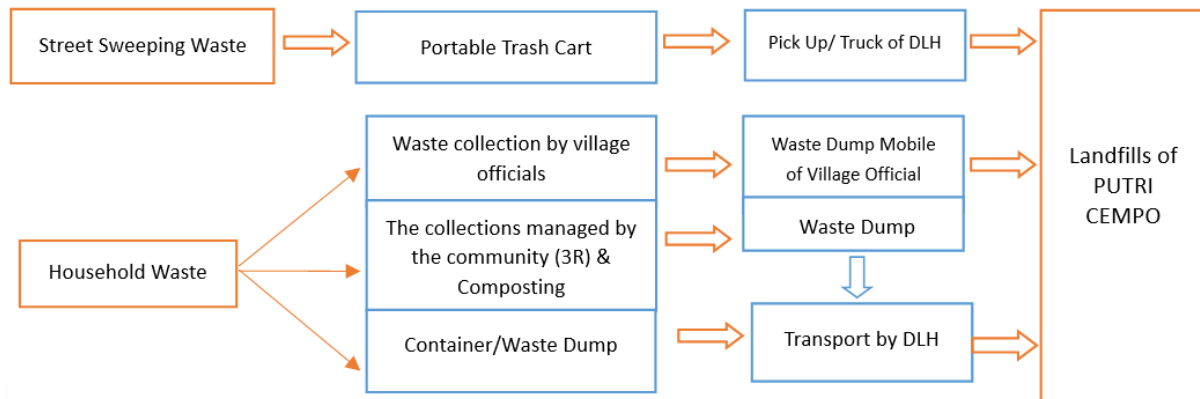 Street Sweeping Waste
Portable Trash Cart
Pick Up/ Truck of DLH
Waste collection by village
officials
Waste Dump Mobile
of Village Official
Landfills of
PUTRI
CEMPO
The collections managed by
the community (3R) &
Composting
Waste Dump
Household Waste
Container/Waste Dump
Transport by DLH